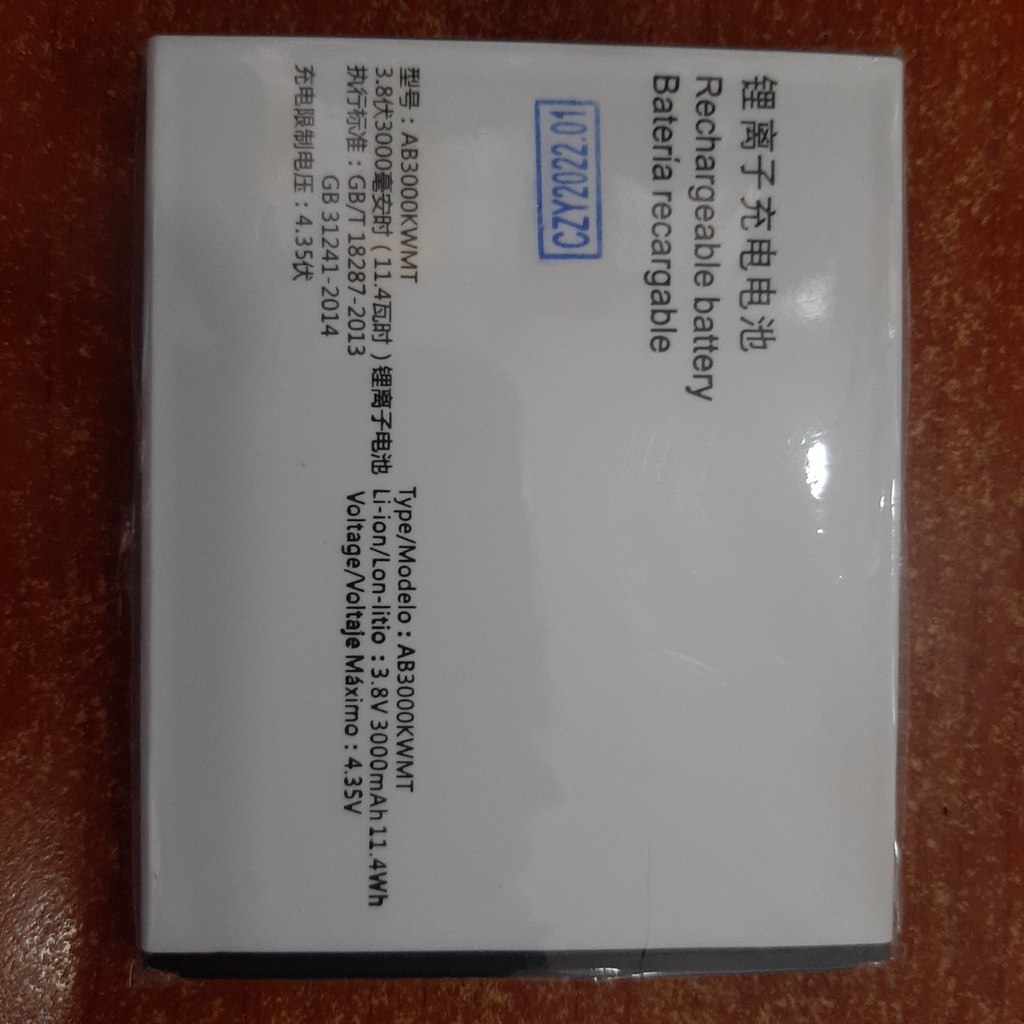 锂离子充电电池
Rechargeable battery
Batería recargable
CZY2022.01
型号：AB3000KWMT
3.8伏3000毫安时（11.4瓦时）锂离子电池
执行标准：GB/T 18287-2013
GB 31241-2014
充电限制电压：4.35伏
Type/Modelo：AB3000KWMT
Li-ion/Lon-litio：3.8V 3000mAh 11.4Wh
Voltage/Voltaje Máximo：4.35V